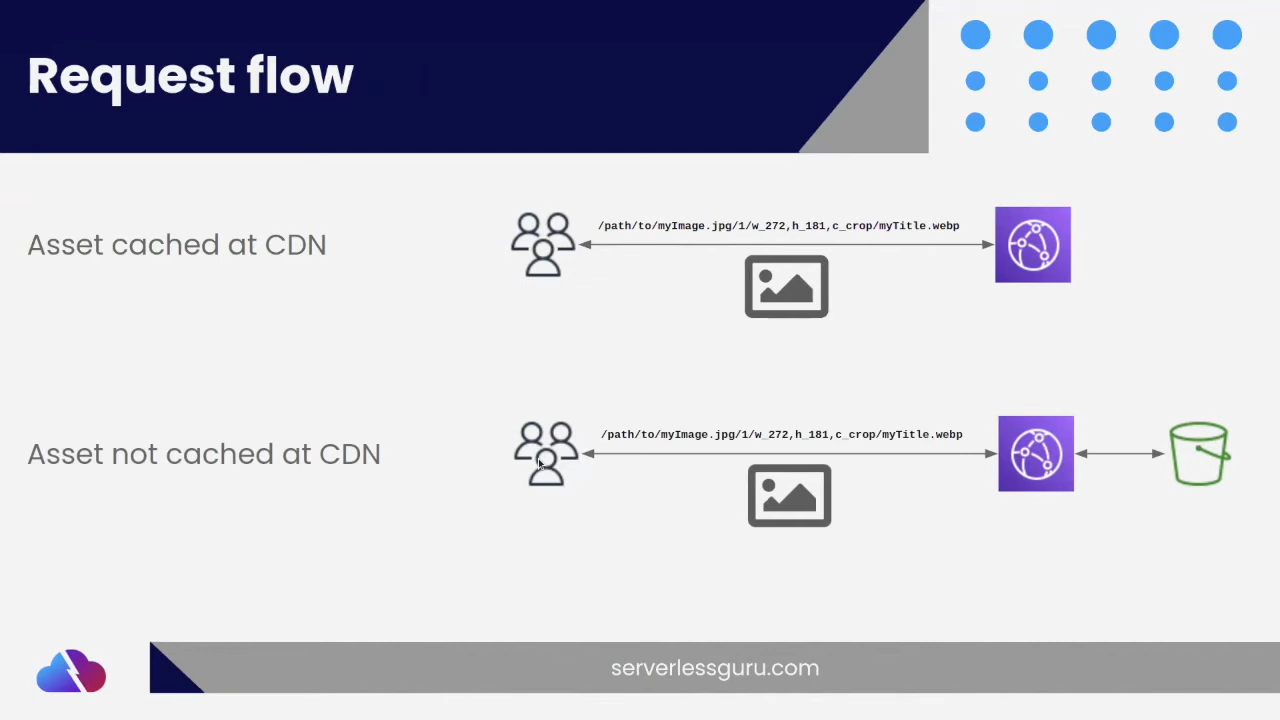 Request flow
Asset cached at CDN
/path/to/myImage.jpg/1/w_272,h_181,c_crop/myTitle.webp
Asset not cached at CDN
/path/to/myImage.jpg/1/w_272,h_181,c_crop/myTitle.webp
serverlessguru.com